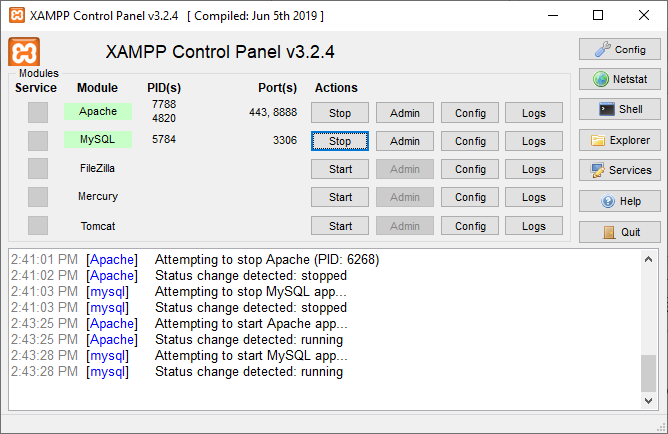 XAMPP Control Panel v3.2.4 [ Compiled: Jun 5th 2019 ]
XAMPP Control Panel v3.2.4
Modules
Service Module PID(s) Port(s) Actions
Apache 7788 4820 443, 8888 Stop Admin Config Logs
MySQL 5784 3306 Stop Admin Config Logs
FileZilla Start Admin Config Logs
Mercury Start Admin Config Logs
Tomcat Start Admin Config Logs
Config
Netstat
Shell
Explorer
Services
Help
Quit
2:41:01 PM [Apache] Attempting to stop Apache (PID: 6268)
2:41:02 PM [Apache] Status change detected: stopped
2:41:03 PM [mysql] Attempting to stop MySQL app...
2:41:03 PM [mysql] Status change detected: stopped
2:43:25 PM [Apache] Attempting to start Apache app...
2:43:25 PM [Apache] Status change detected: running
2:43:28 PM [mysql] Attempting to start MySQL app...
2:43:28 PM [mysql] Status change detected: running